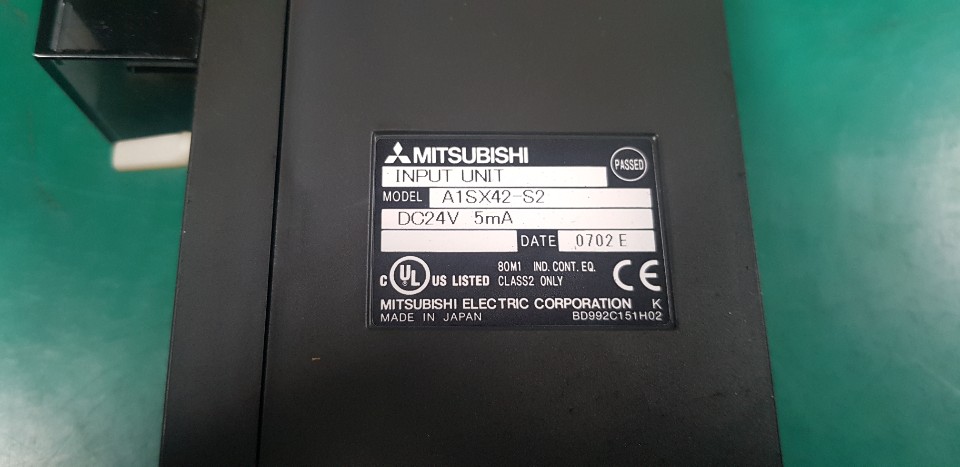 MITSUBISHI
PASSED
INPUT UNIT
MODEL A1SX42-S2
DC24V 5mA
DATE 0702 E
C UL US LISTED 80M1 IND. CONT. EQ. CLASS2 ONLY CE
MITSUBISHI ELECTRIC CORPORATION K
MADE IN JAPAN BD992C151H02